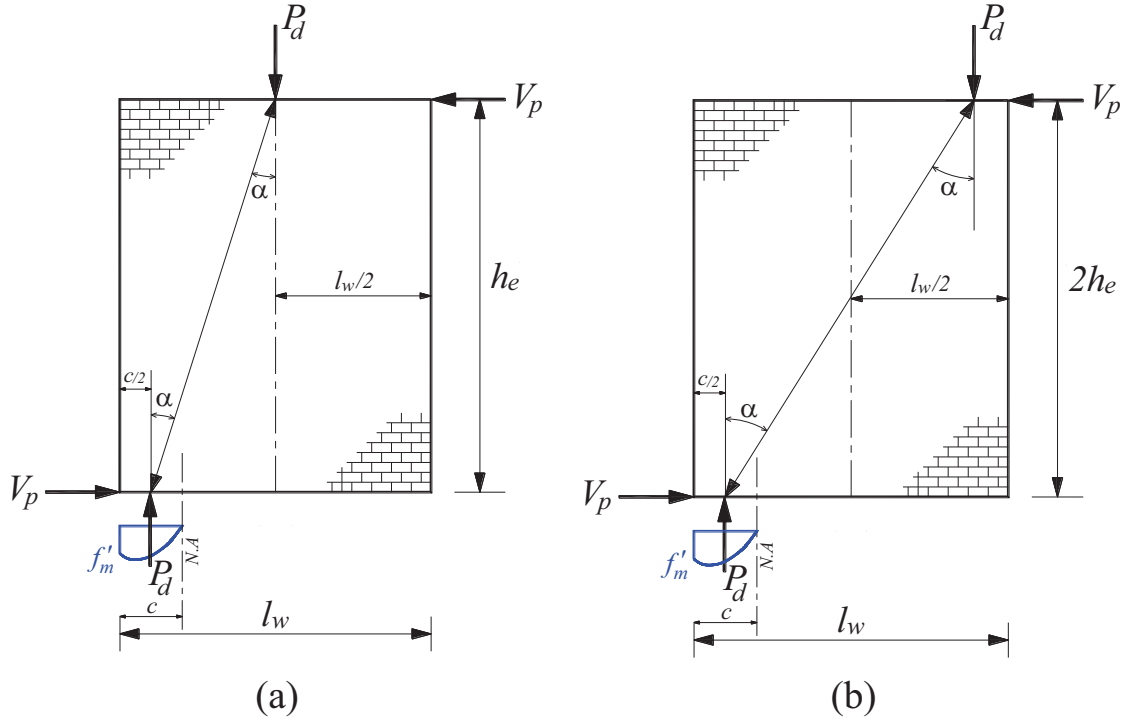 P_d
V_p
α
h_e
l_w/2
c/2
α
V_p
f'_m
P_d
N.A
c
l_w
(a)
P_d
V_p
α
2h_e
l_w/2
c/2
α
V_p
f'_m
P_d
N.A
c
l_w
(b)